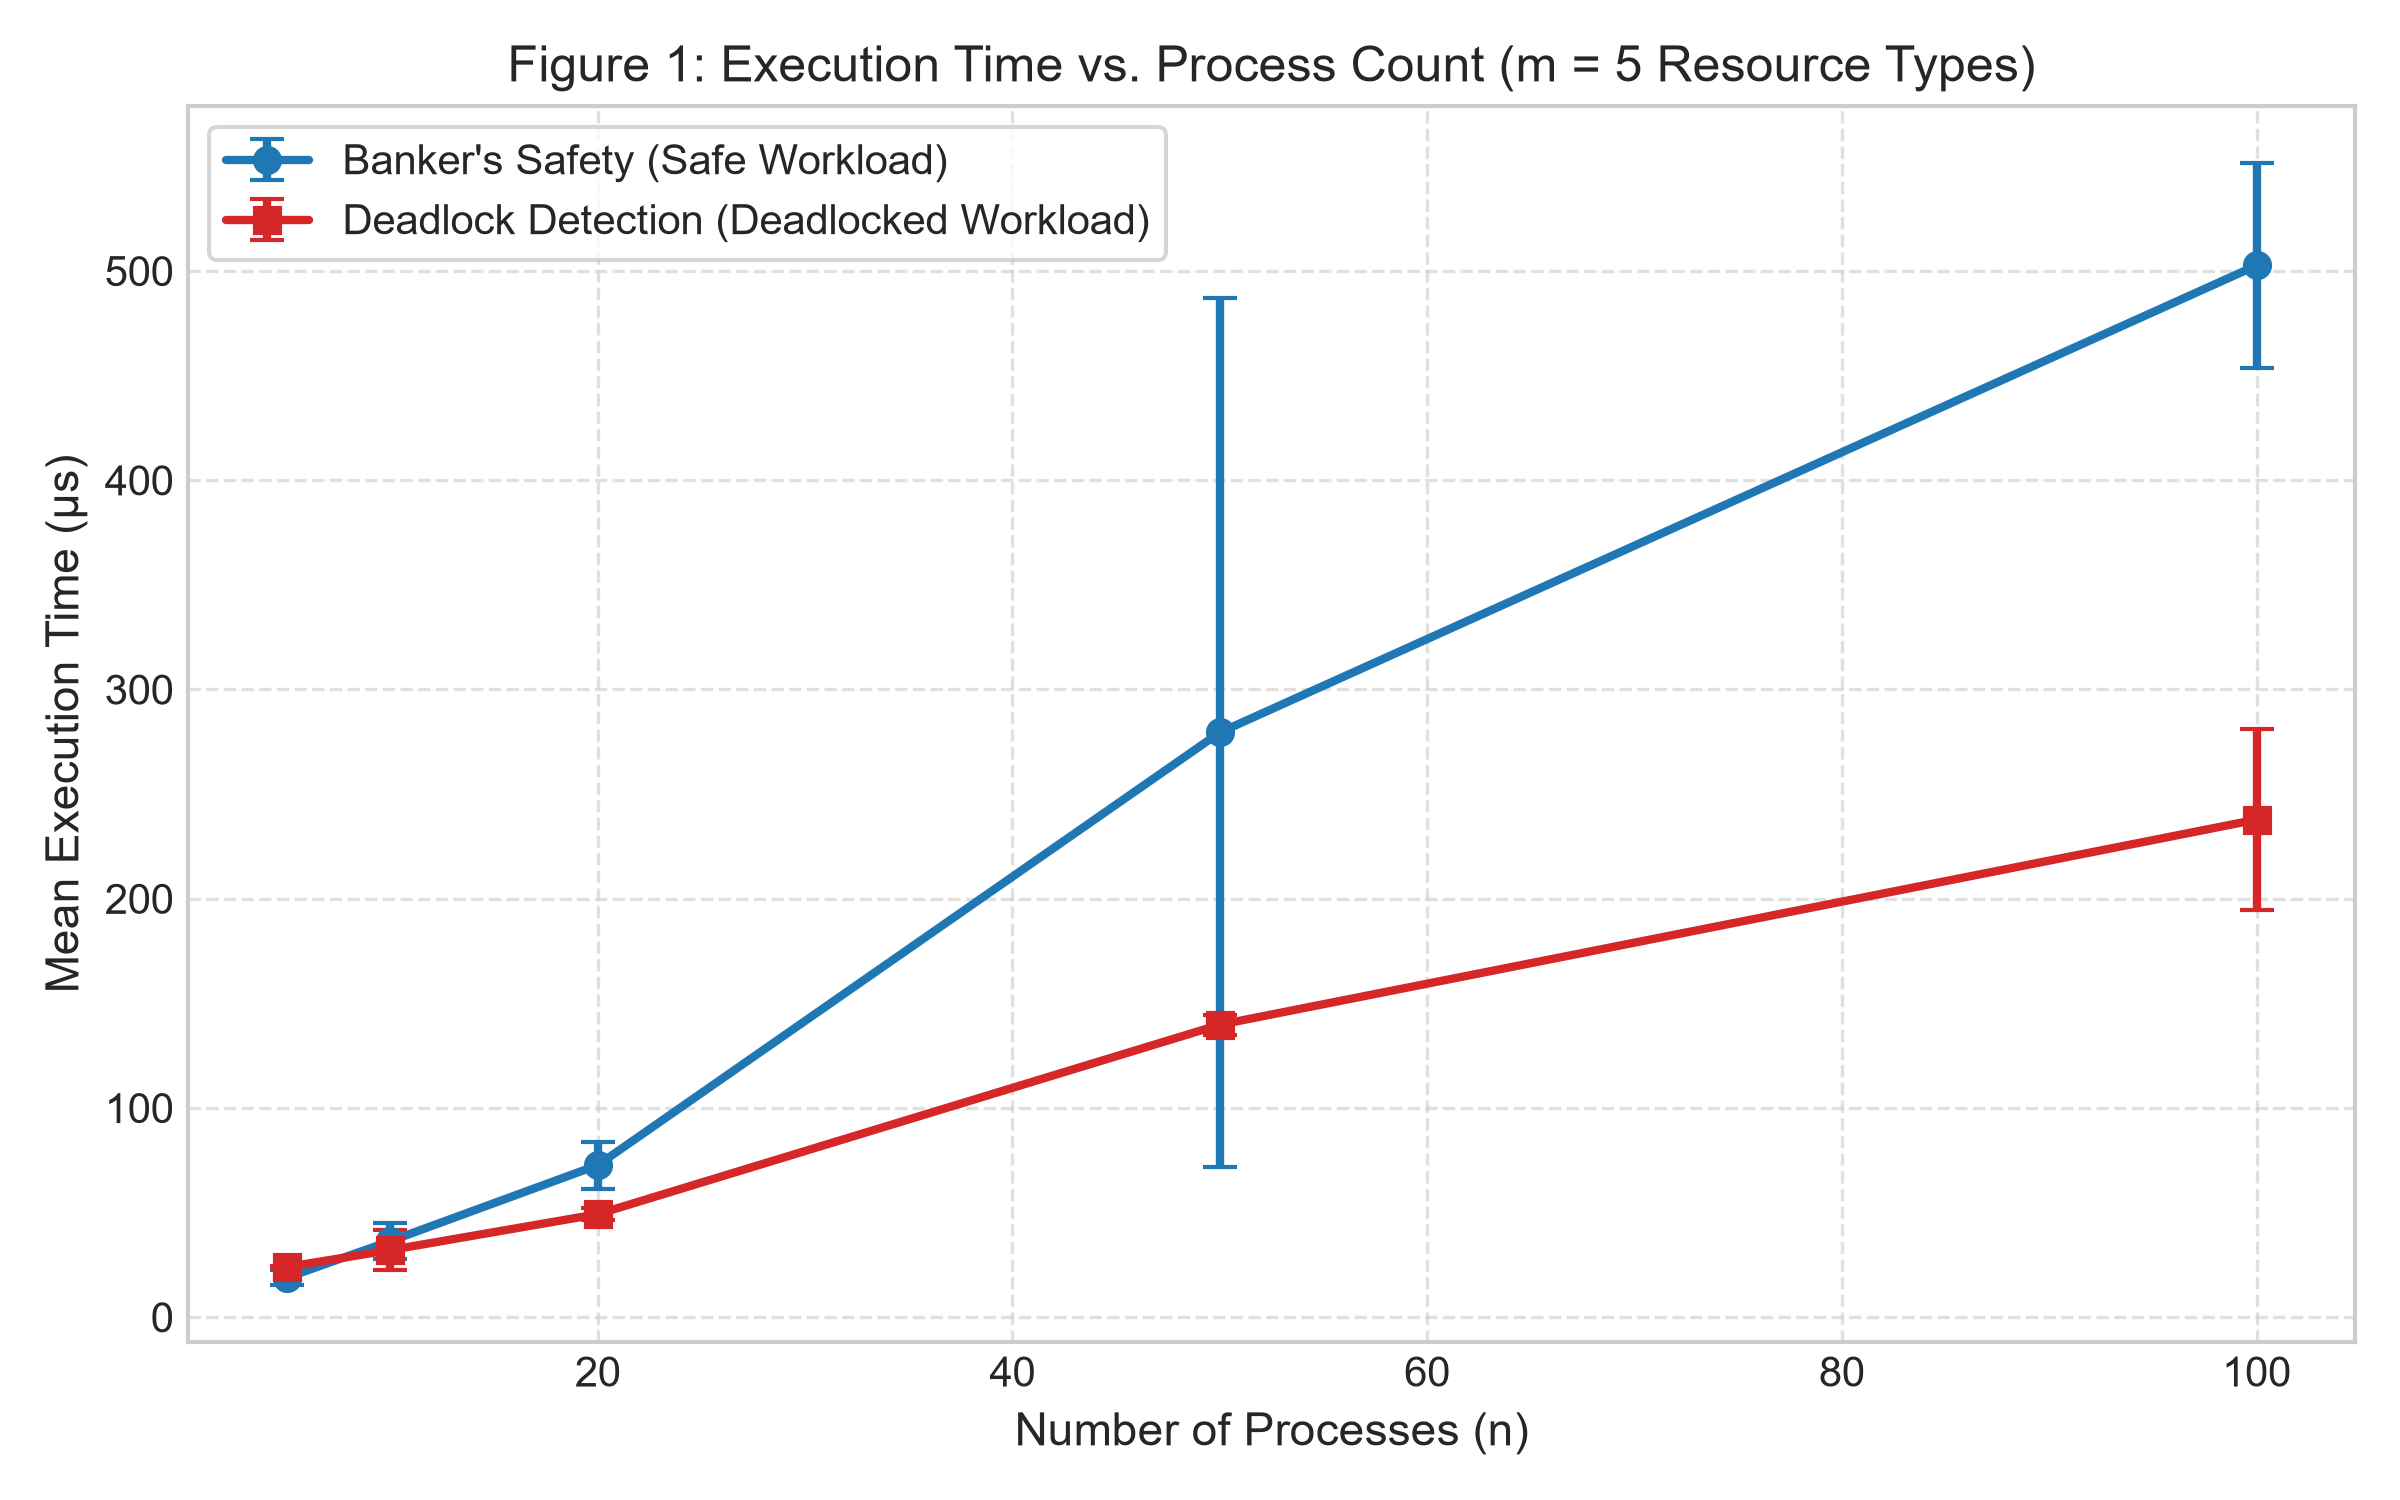 Figure 1: Execution Time vs. Process Count (m = 5 Resource Types)
Banker's Safety (Safe Workload)
Deadlock Detection (Deadlocked Workload)
Mean Execution Time (µs)
500
400
300
200
100
0
20 40 60 80 100
Number of Processes (n)